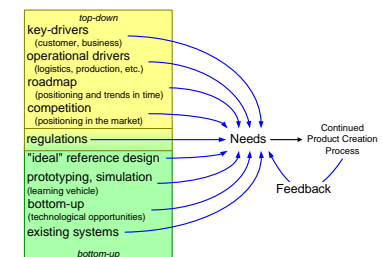 top-down
key-drivers
(customer, business)
operational drivers
(logistics, production, etc.)
roadmap
(positioning and trends in time)
competition
(positioning in the market)
regulations
"ideal" reference design
prototyping, simulation
(learning vehicle)
bottom-up
(technological opportunities)
existing systems
bottom-up
Needs
Continued
Product Creation
Process
Feedback